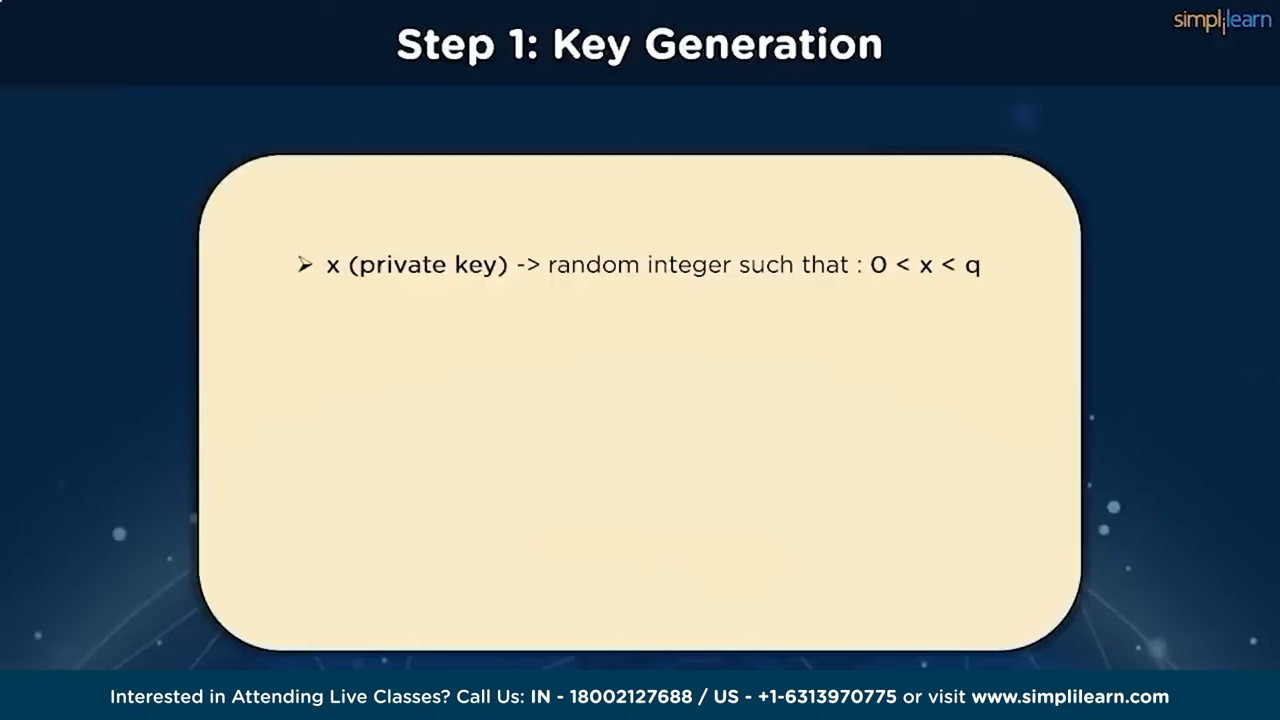 simplilearn
Step 1: Key Generation
➢ x (private key) -> random integer such that : 0 < x < q
Interested in Attending Live Classes? Call Us: IN - 18002127688 / US - +1-6313970775 or visit www.simplilearn.com